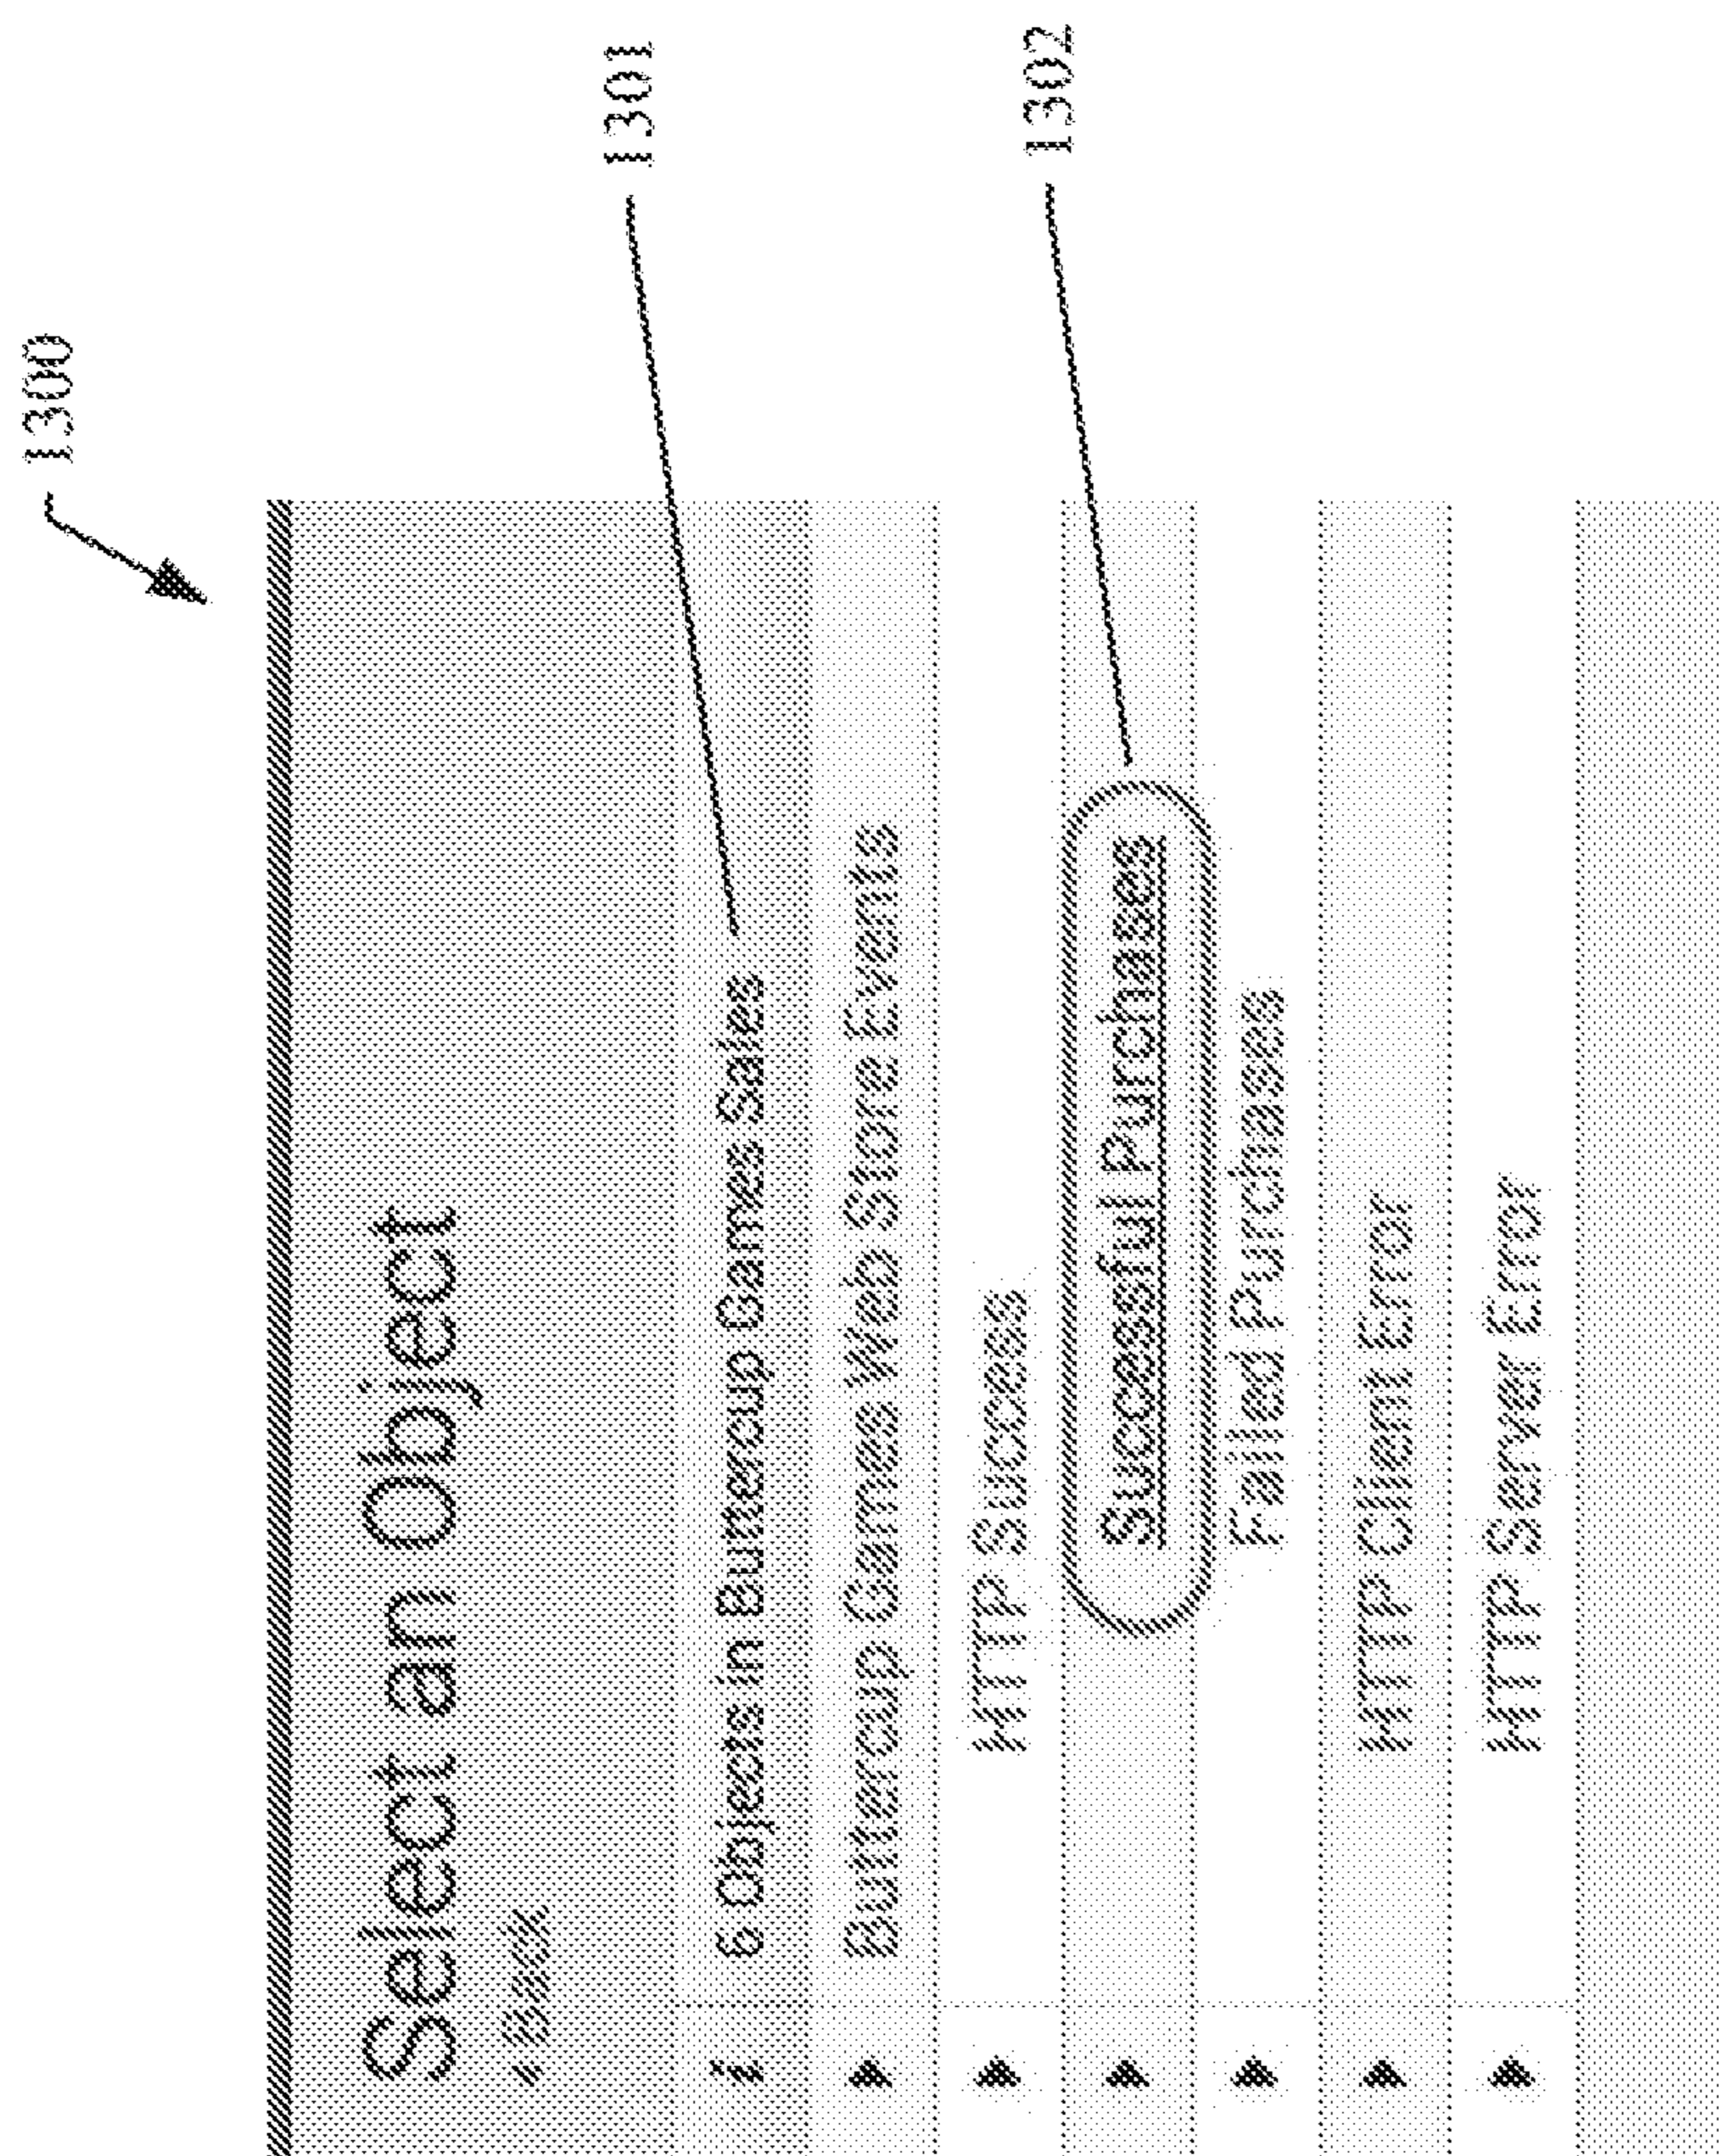 1300
Select an Object
‹ Back
i 6 Objects in Buttercup Games Sales
1301
Buttercup Games Web Store Events
HTTP Success
Successful Purchases
1302
Failed Purchases
HTTP Client Error
HTTP Server Error